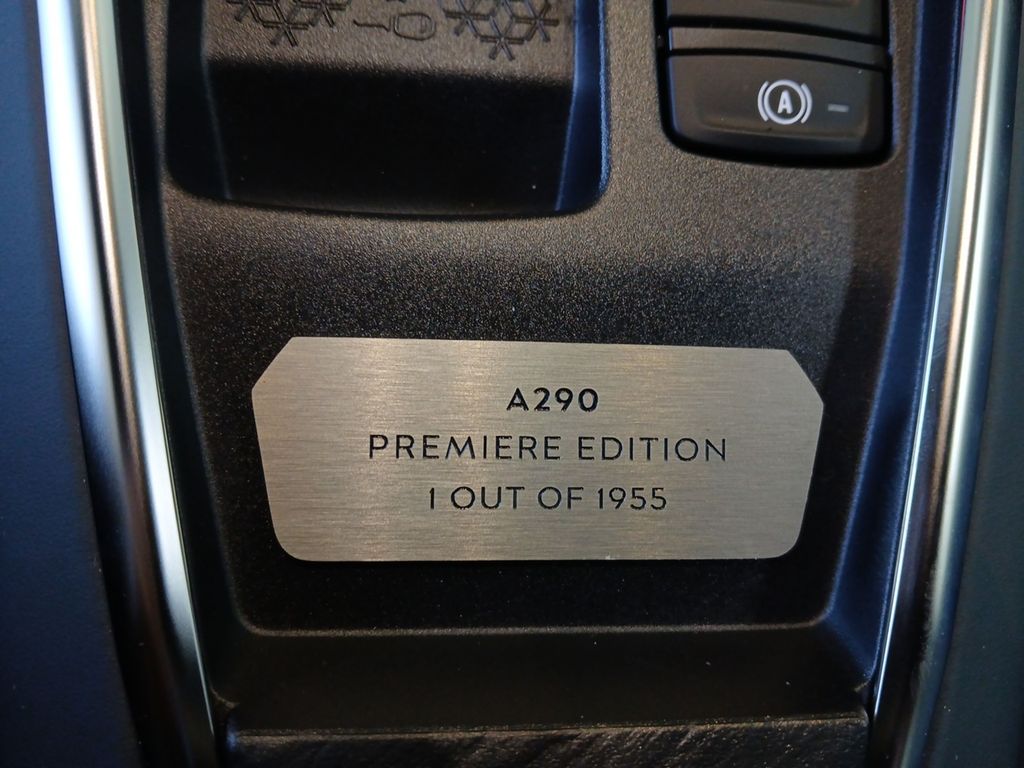 A
A290
PREMIERE EDITION
1 OUT OF 1955